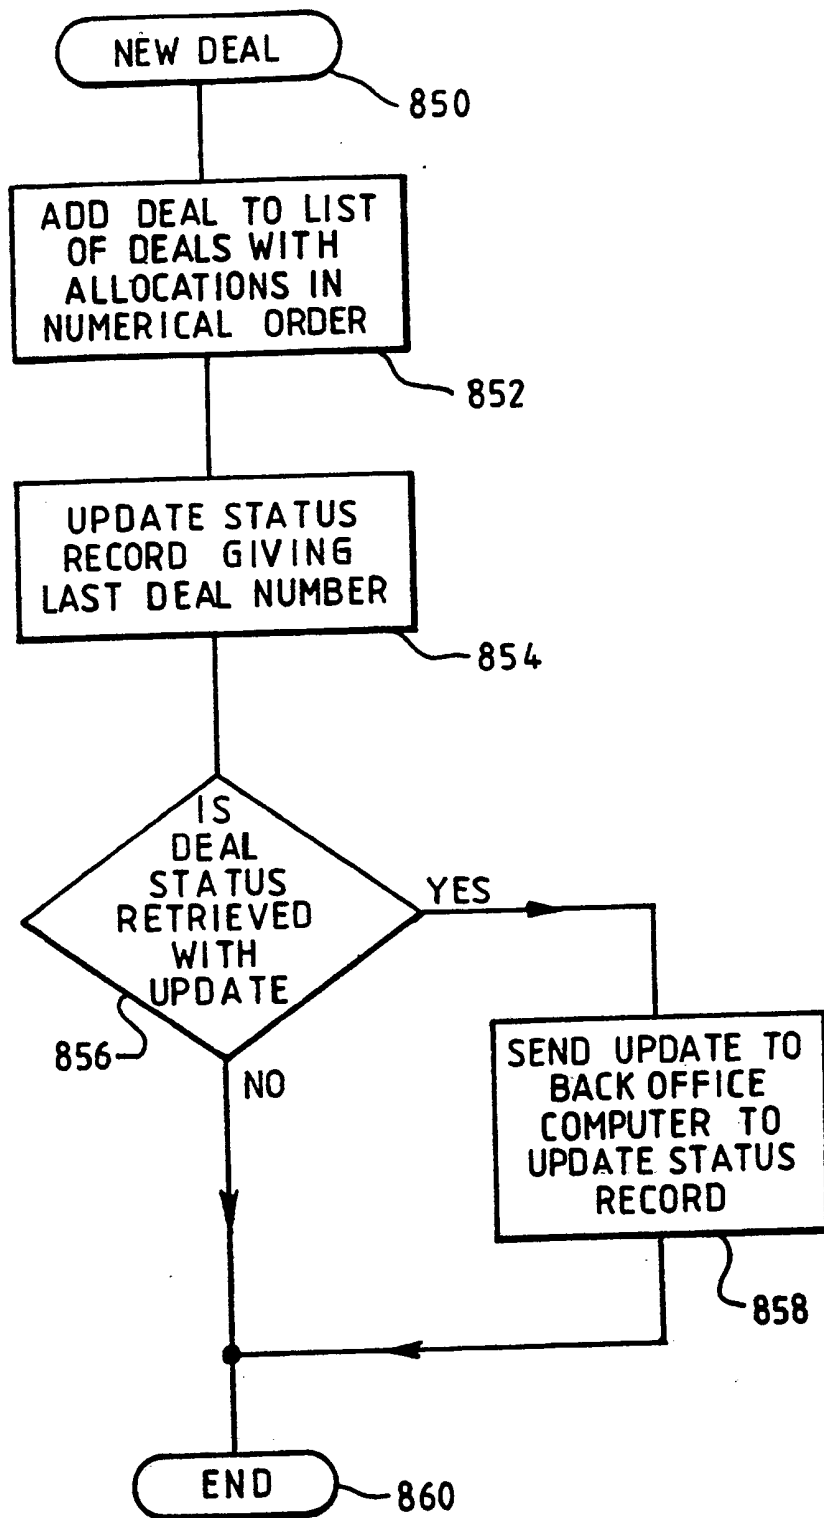 NEW DEAL
850
ADD DEAL TO LIST
OF DEALS WITH
ALLOCATIONS IN
NUMERICAL ORDER
852
UPDATE STATUS
RECORD GIVING
LAST DEAL NUMBER
854
IS
DEAL
STATUS
RETRIEVED
WITH
UPDATE
856
YES
NO
SEND UPDATE TO
BACK OFFICE
COMPUTER TO
UPDATE STATUS
RECORD
858
END
860